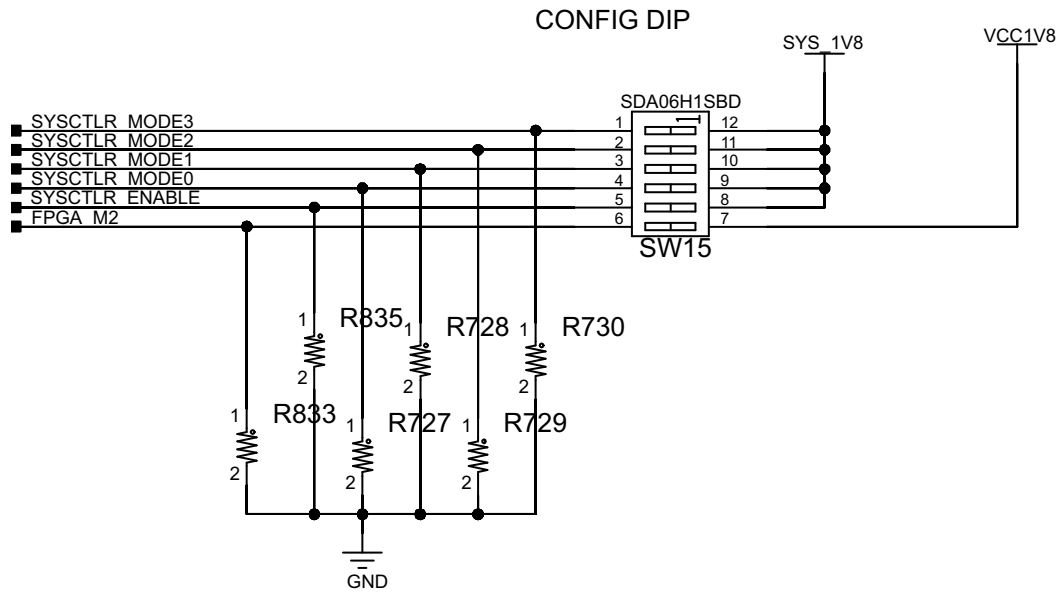 CONFIG DIP
SYS_1V8
VCC1V8
SDA06H1SBD
SYSCTLR_MODE3
1
12
SYSCTLR_MODE2
2
11
SYSCTLR_MODE1
3
10
SYSCTLR_MODE0
4
9
SYSCTLR_ENABLE
5
8
FPGA_M2
6
7
SW15
1
R835
1
R728
1
R730
2
2
2
1
R833
1
R727
1
R729
2
2
2
GND